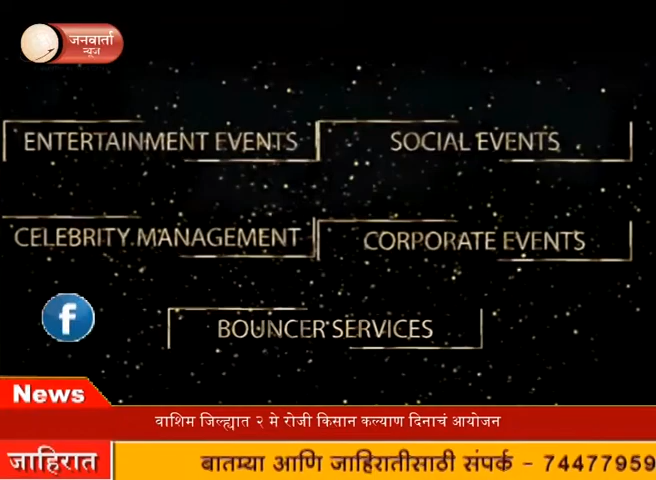 जनवार्ता
न्यूज
ENTERTAINMENT EVENTS
SOCIAL EVENTS
CELEBRITY MANAGEMENT
CORPORATE EVENTS
f
BOUNCER SERVICES
News
वाशिम जिल्ह्यात २ मे रोजी किसान कल्याण दिनाचं आयोजन
जाहिरात
बातम्या आणि जाहिरातीसाठी संपर्क - 74477959